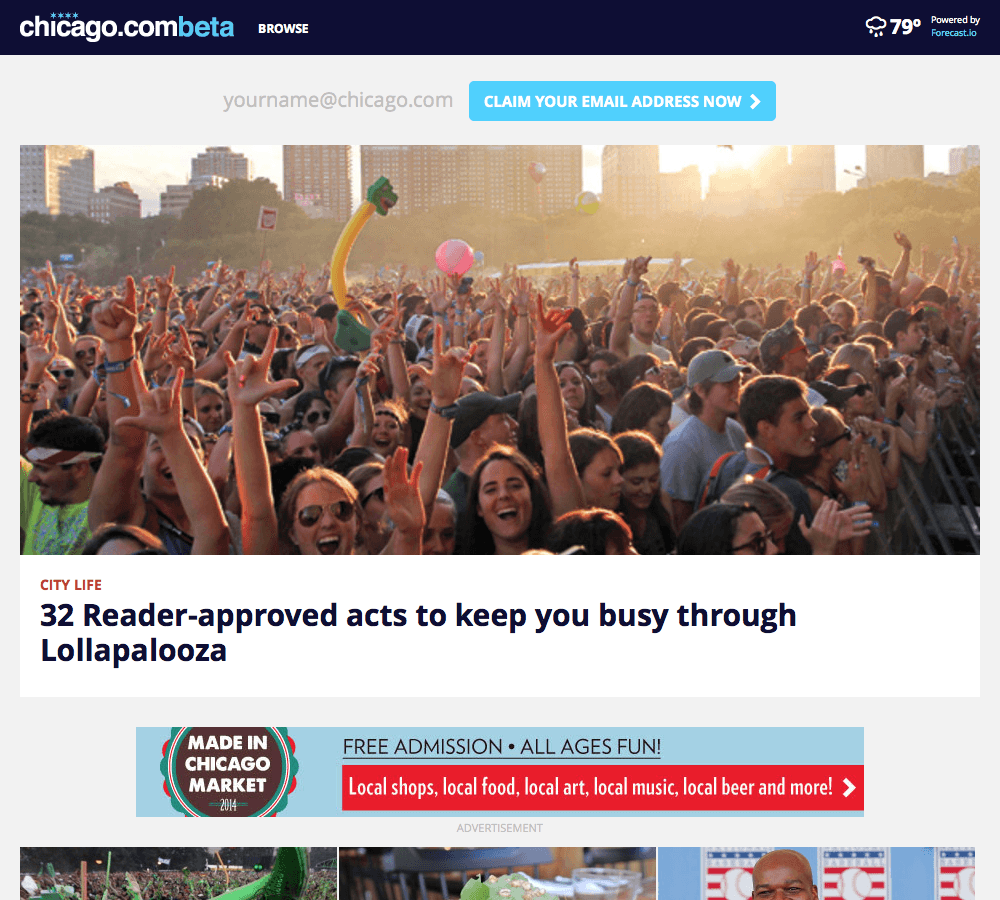 chicago.combeta
BROWSE
79°
Powered by
Forecast.io
yourname@chicago.com
CLAIM YOUR EMAIL ADDRESS NOW
CITY LIFE
32 Reader-approved acts to keep you busy through
Lollapalooza
MADE IN
CHICAGO
MARKET
2014
FREE ADMISSION • ALL AGES FUN!
Local shops, local food, local art, local music, local beer and more!
ADVERTISEMENT